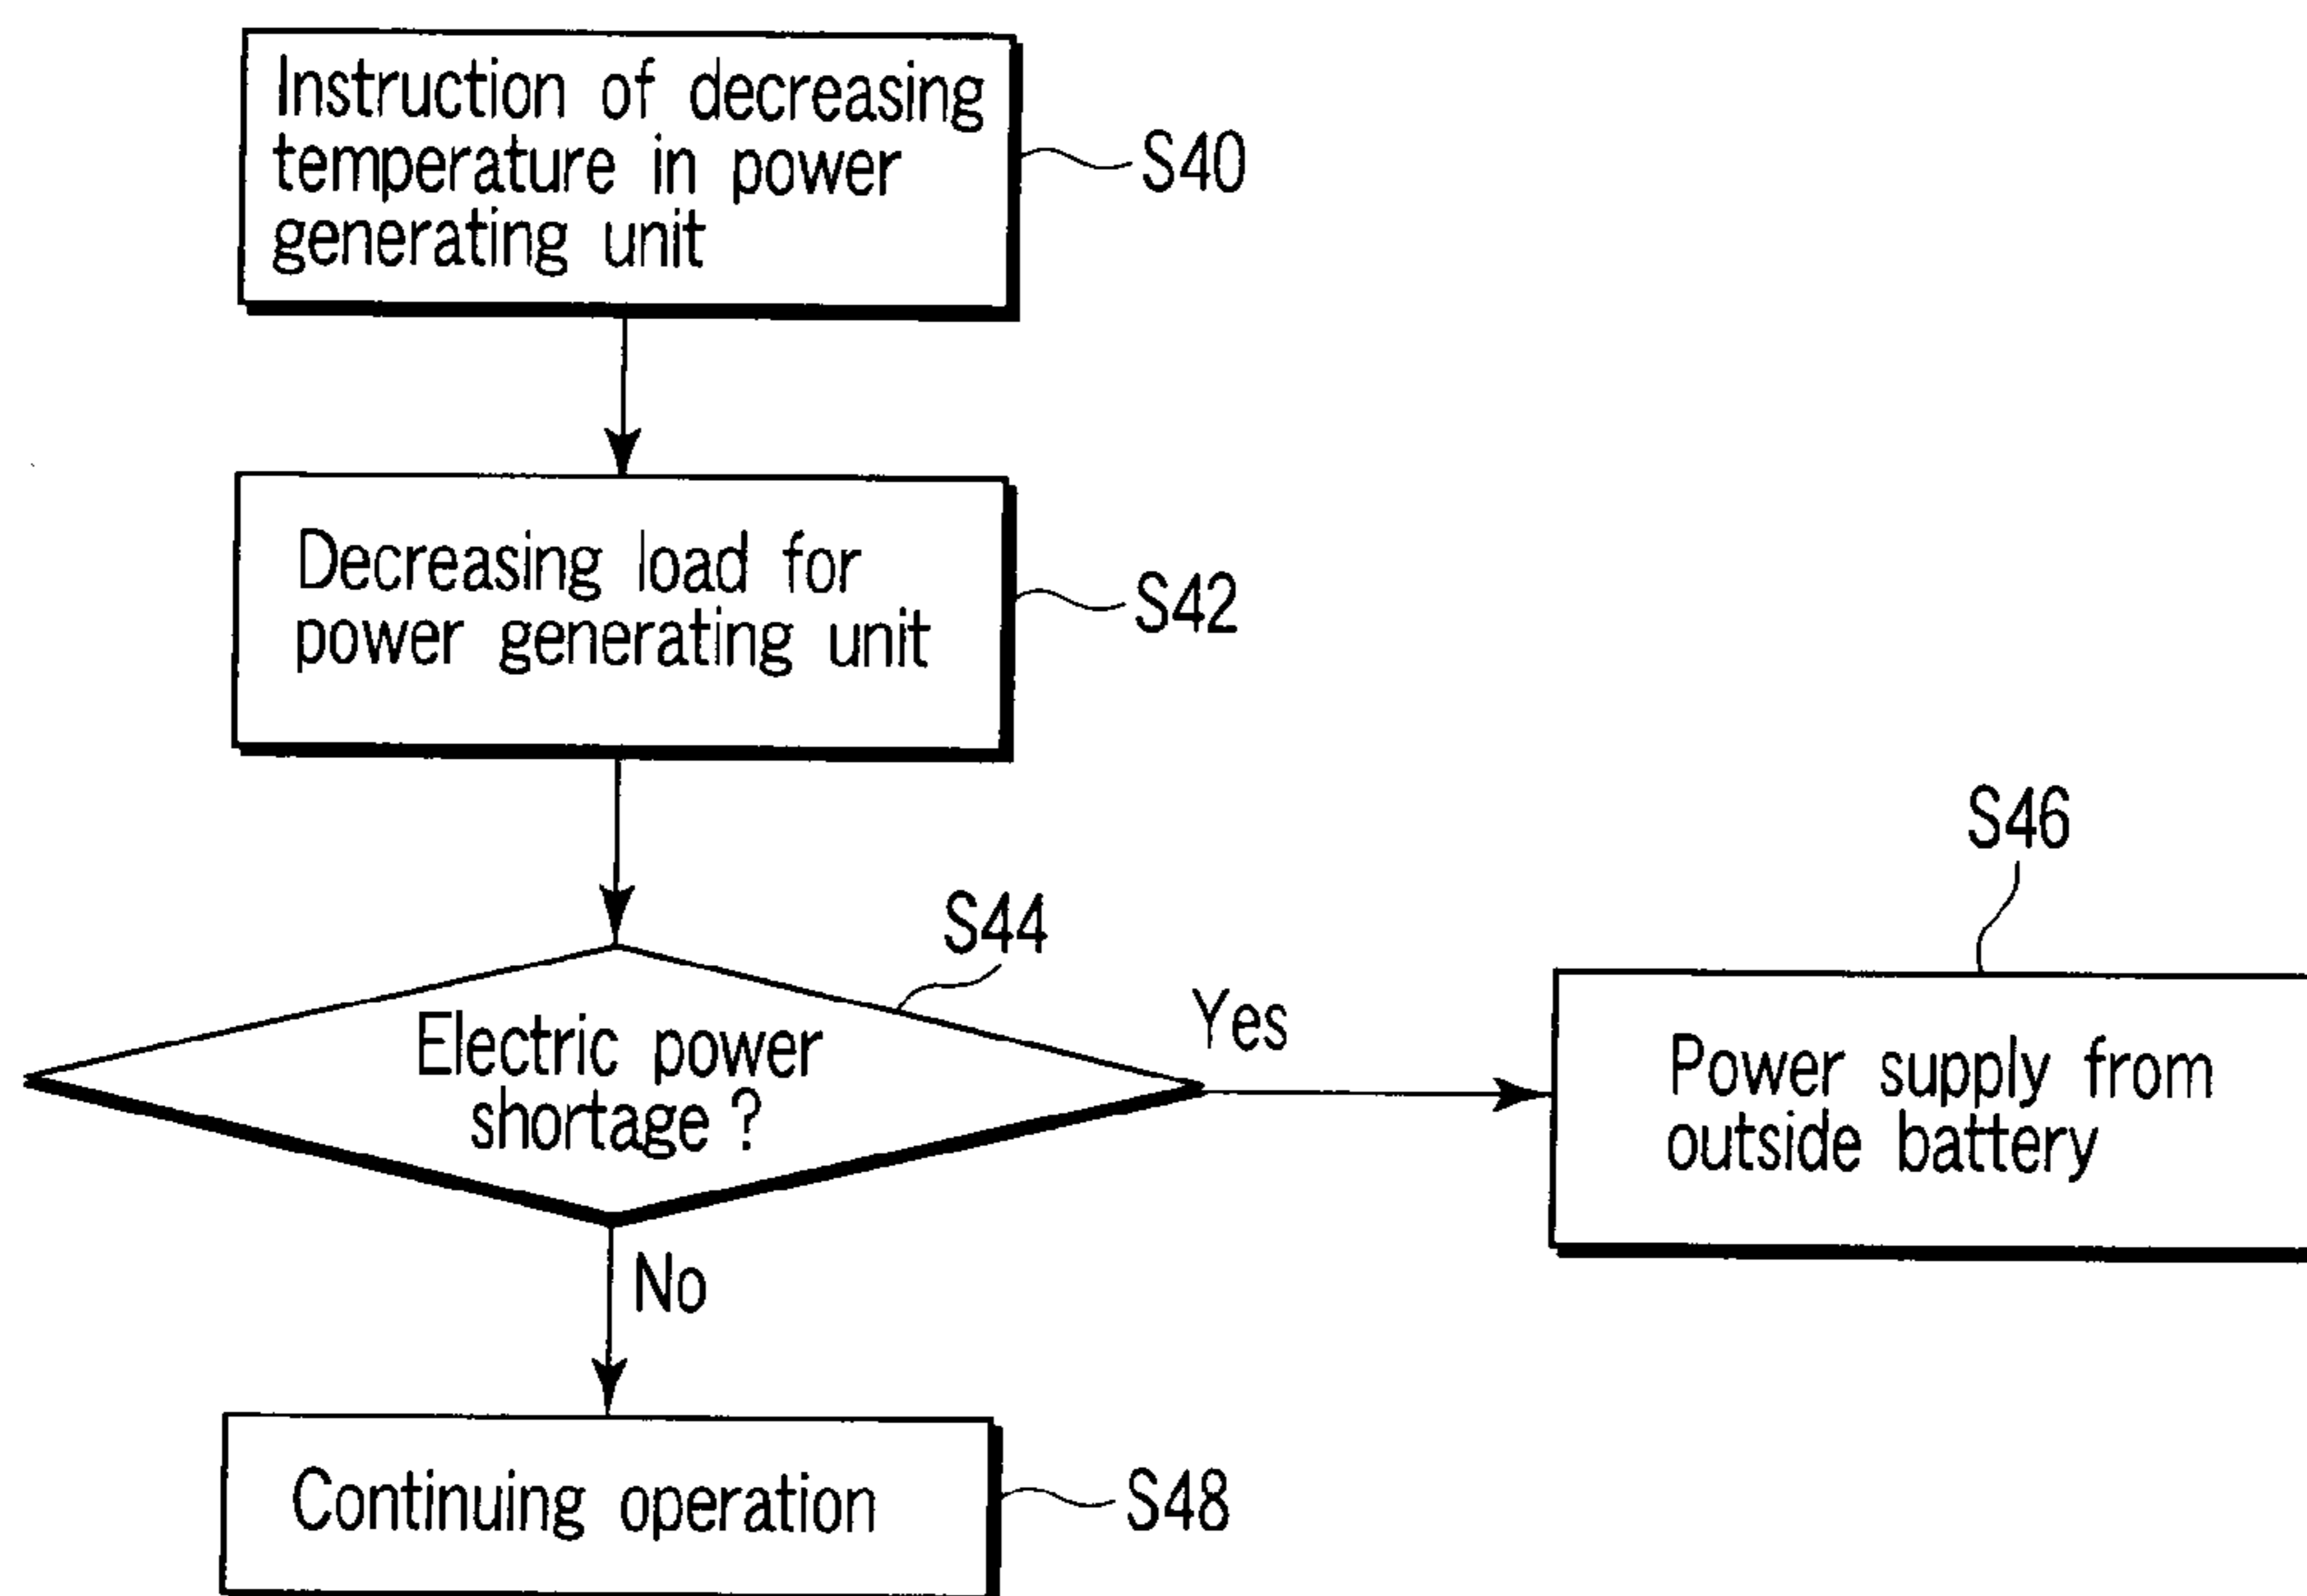 Instruction of decreasing
temperature in power
generating unit
S40
Decreasing load for
power generating unit
S42
S44
Electric power
shortage ?
Yes
S46
Power supply from
outside battery
No
Continuing operation
S48